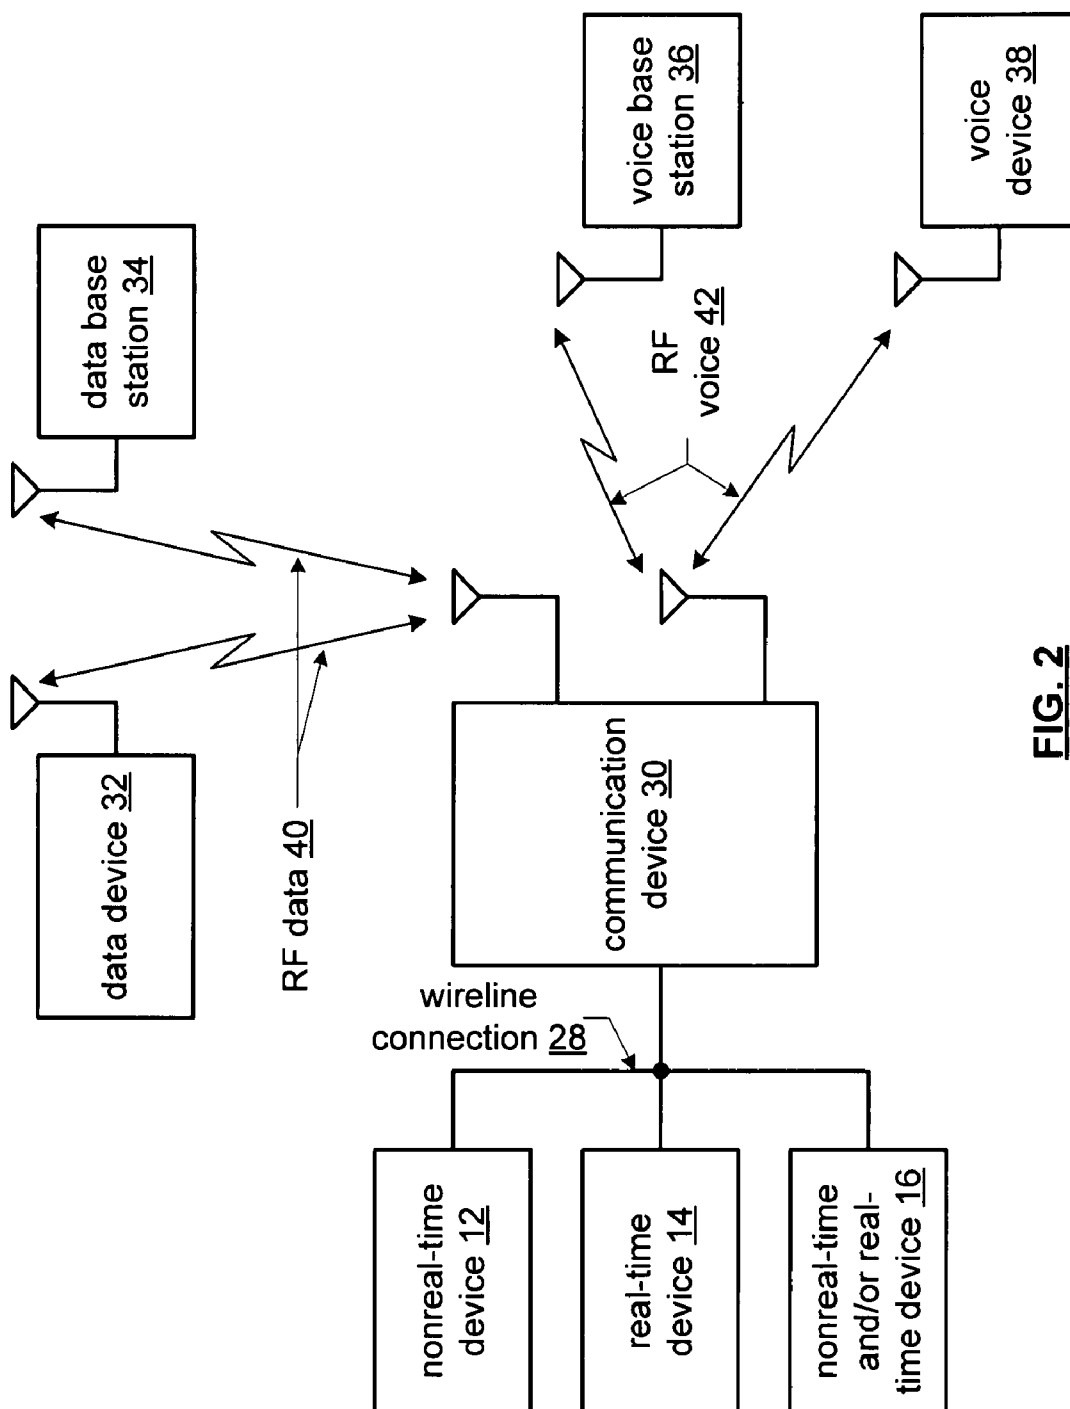 data device 32
data base
station 34
RF data 40
wireline
connection 28
nonreal-time
device 12
real-time
device 14
nonreal-time
and/or real-
time device 16
communication
device 30
RF
voice 42
voice base
station 36
voice
device 38
FIG. 2